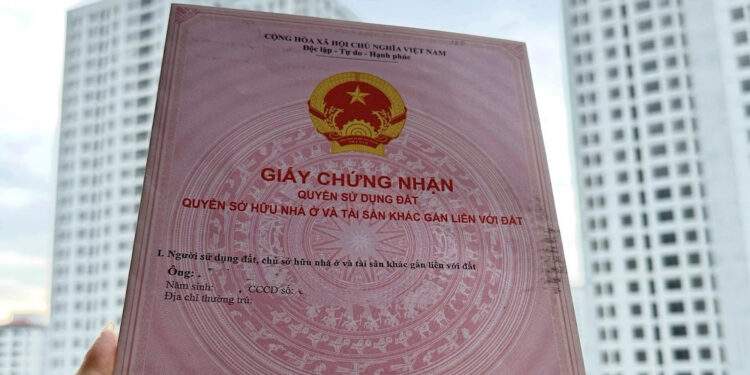 CỘNG HÒA XÃ HỘI CHỦ NGHĨA VIỆT NAM
Độc lập - Tự do - Hạnh phúc
GIẤY CHỨNG NHẬN
QUYỀN SỬ DỤNG ĐẤT
QUYỀN SỞ HỮU NHÀ Ở VÀ TÀI SẢN KHÁC GẮN LIỀN VỚI ĐẤT
I. Người sử dụng đất, chủ sở hữu nhà ở và tài sản khác gắn liền với đất
Ông:
Năm sinh: , CCCD số:
Địa chỉ thường trú: